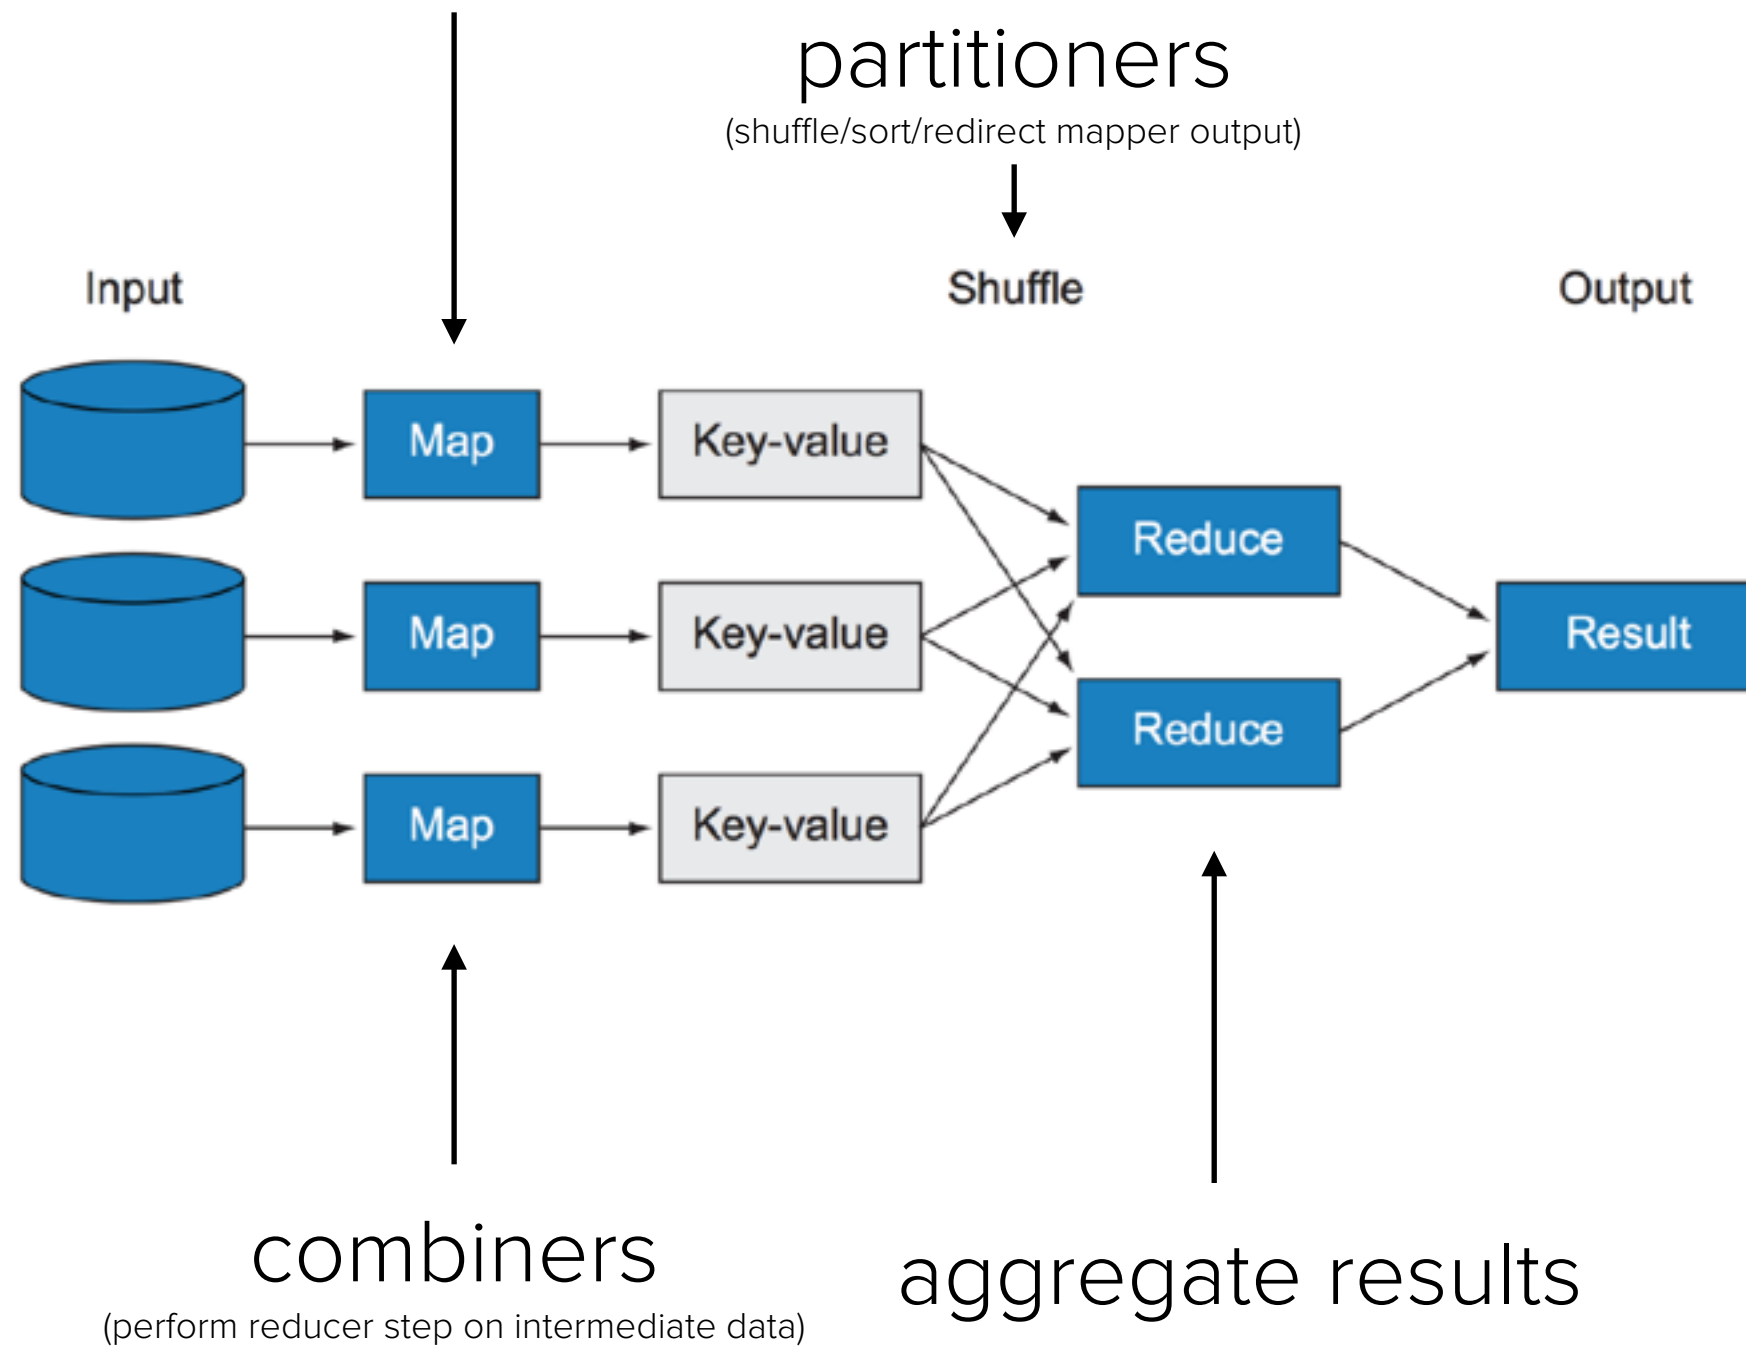 partitioners
(shuffle/sort/redirect mapper output)
Input
Shuffle
Output
Map
Key-value
Reduce
Map
Key-value
Result
Reduce
Map
Key-value
combiners
(perform reducer step on intermediate data)
aggregate results